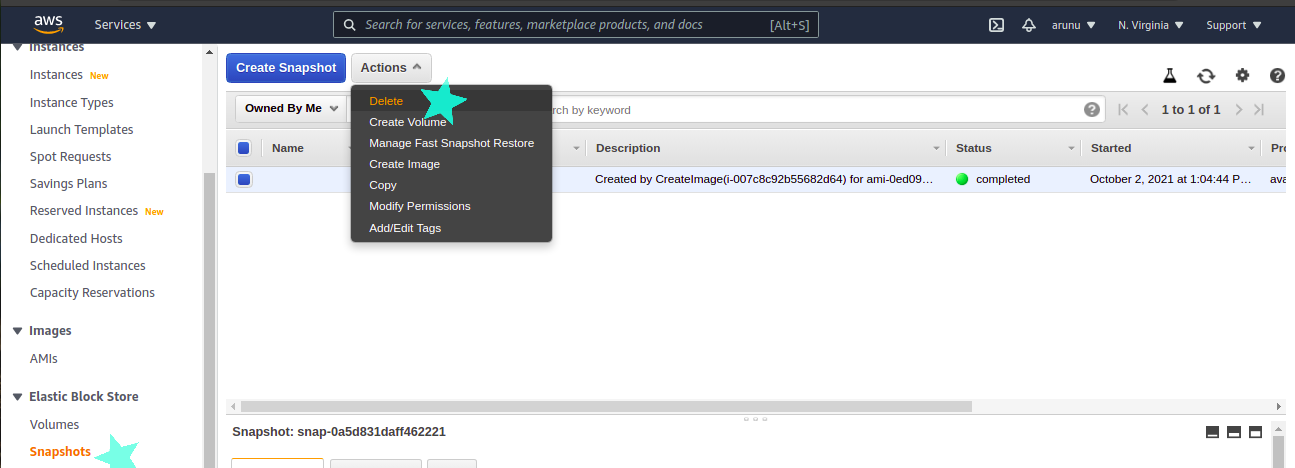 aws Services Search for services, features, marketplace products, and docs [Alt+S] arunu N. Virginia Support
Instances
Instances New
Instance Types
Launch Templates
Spot Requests
Savings Plans
Reserved Instances New
Dedicated Hosts
Scheduled Instances
Capacity Reservations
Images
AMIs
Elastic Block Store
Volumes
Snapshots
Create Snapshot Actions
Delete
Create Volume
Manage Fast Snapshot Restore
Create Image
Copy
Modify Permissions
Add/Edit Tags
Owned By Me by keyword 1 to 1 of 1
Name Description Status Started
Created by CreateImage(i-007c8c92b55682d64) for ami-0ed09… completed October 2, 2021 at 1:04:44 P…
Snapshot: snap-0a5d831daff462221